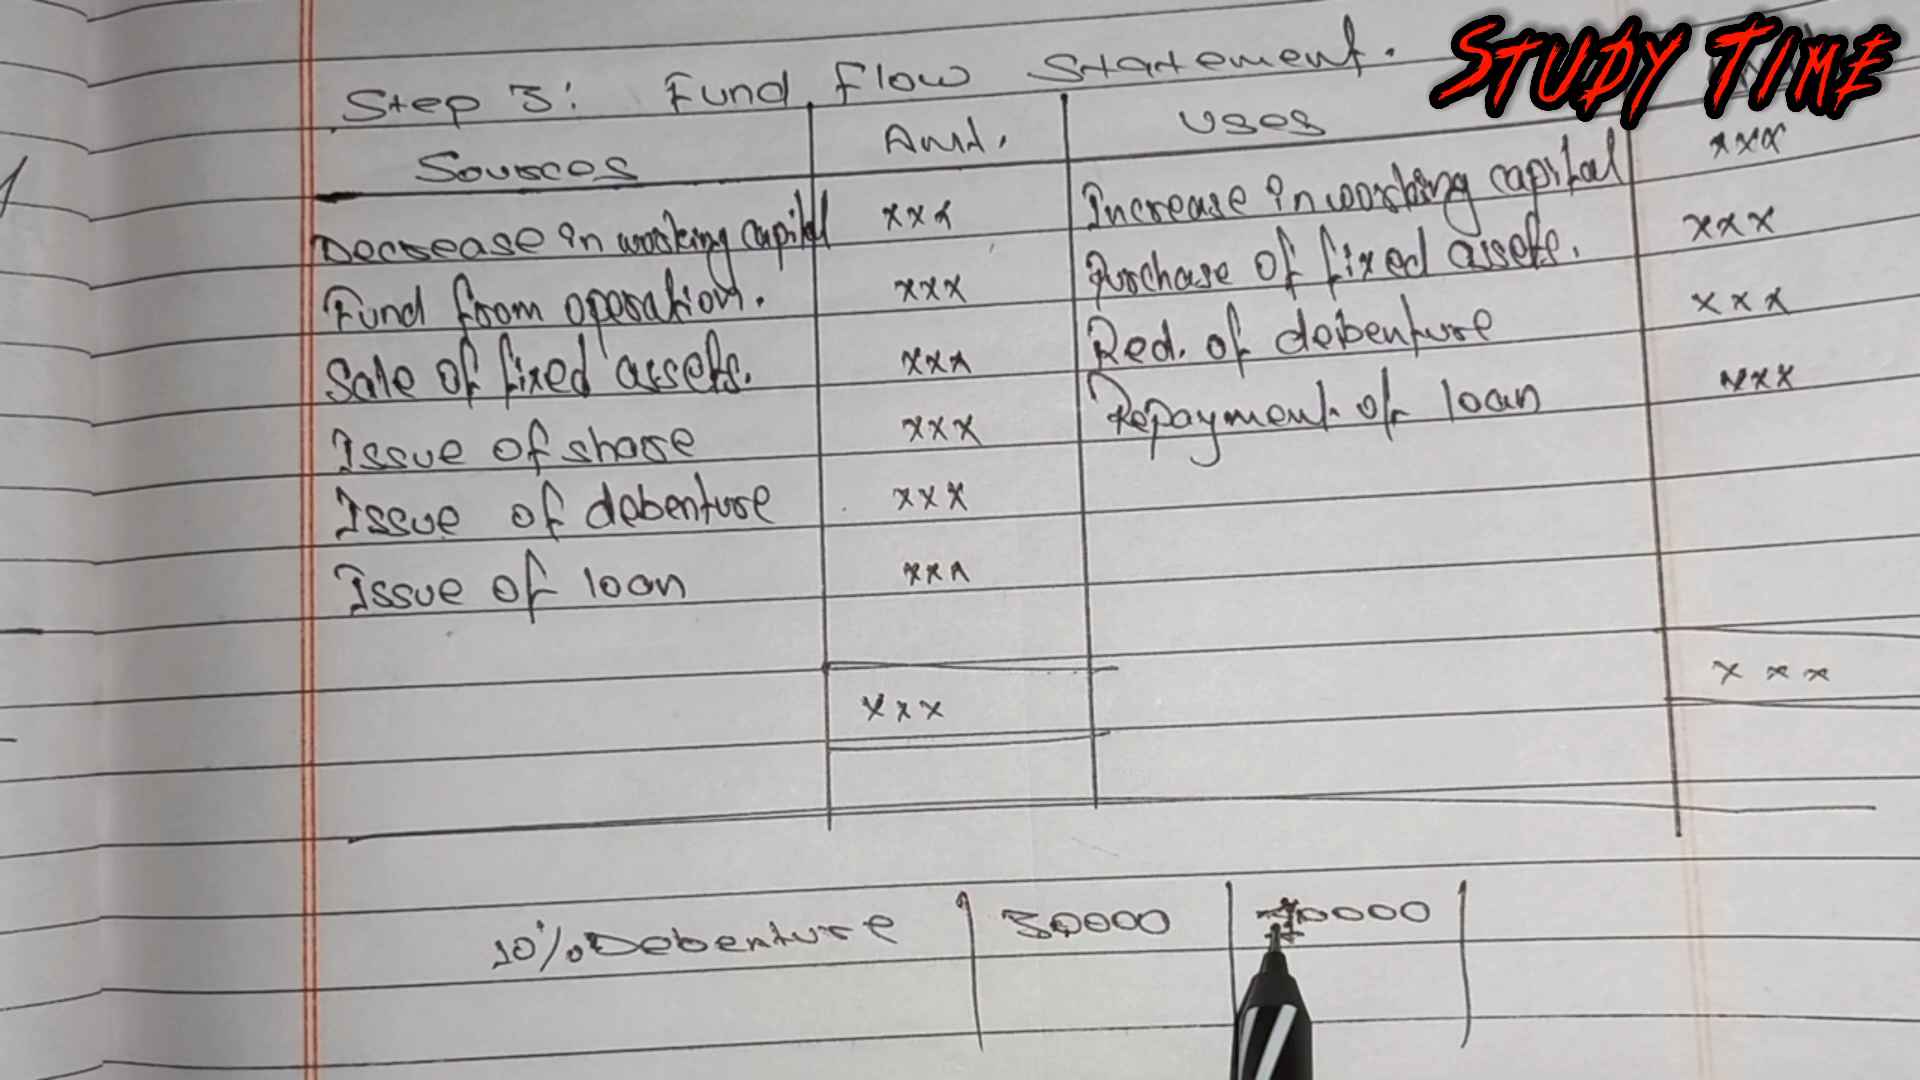 STUDY TIME
Step 3: Fund Flow Statement.
Sources Amt. Uses
Decrease in working capital xxx Increase in working capital xxx
Fund from operation. xxx Purchase of fixed assets. xxx
Sale of fixed assets. xxx Red. of debenture xxx
Issue of share xxx Repayment of loan xxx
Issue of debenture xxx
Issue of loan xxx
xxx xxx
10% Debenture 30000